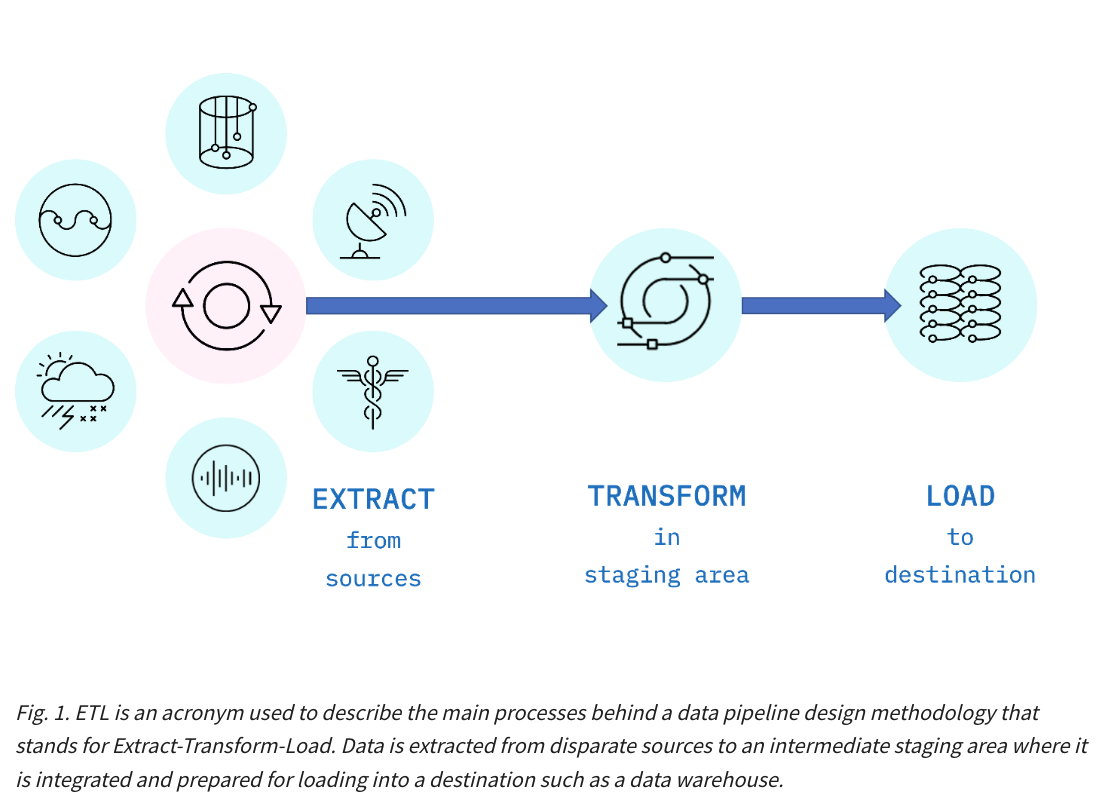 EXTRACT
from
sources
TRANSFORM
in
staging area
LOAD
to
destination
Fig. 1. ETL is an acronym used to describe the main processes behind a data pipeline design methodology that
stands for Extract-Transform-Load. Data is extracted from disparate sources to an intermediate staging area where it
is integrated and prepared for loading into a destination such as a data warehouse.